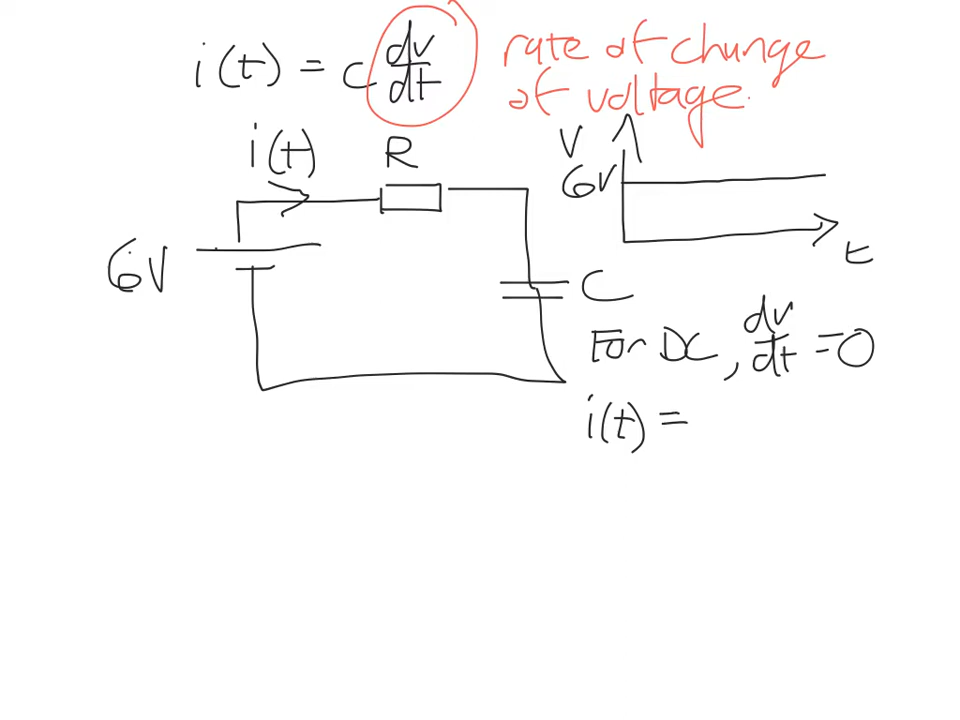 i(t) = C dv/dt
rate of change
of voltage.
i(t)
R
V
6V
t
6V
C
For DC, dv/dt = 0
i(t) =